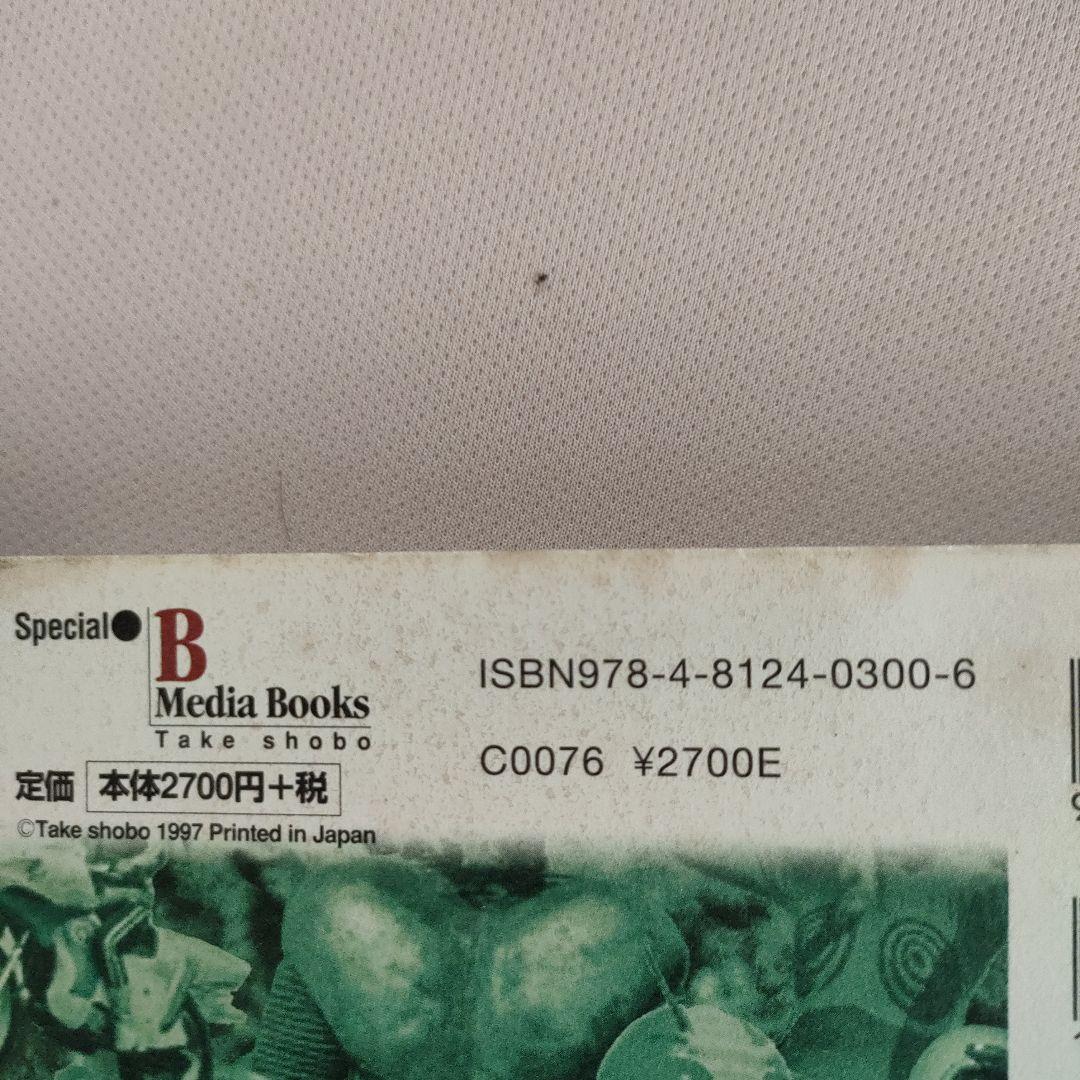 Special●
B
Media Books
Take shobo
定価 本体2700円+税
©Take shobo 1997 Printed in Japan
ISBN978-4-8124-0300-6
C0076 ¥2700E
9